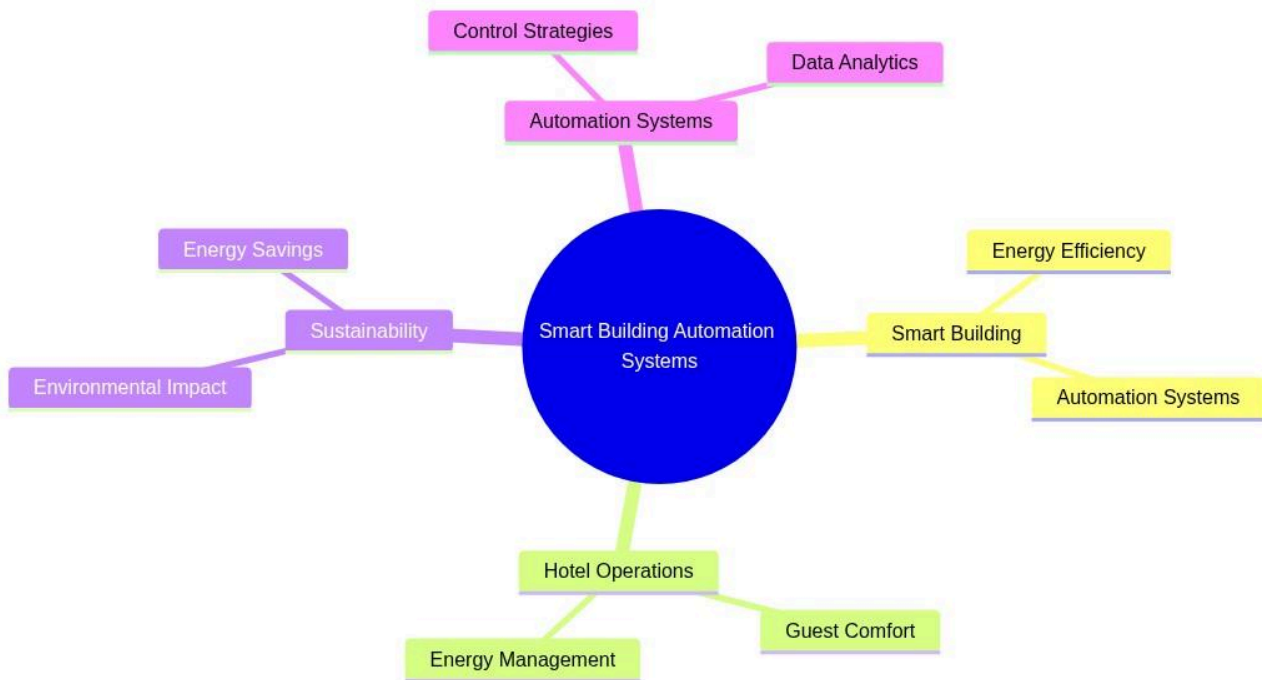 Control Strategies
Data Analytics
Automation Systems
Energy Savings
Energy Efficiency
Sustainability
Smart Building Automation
Systems
Smart Building
Environmental Impact
Automation Systems
Hotel Operations
Guest Comfort
Energy Management